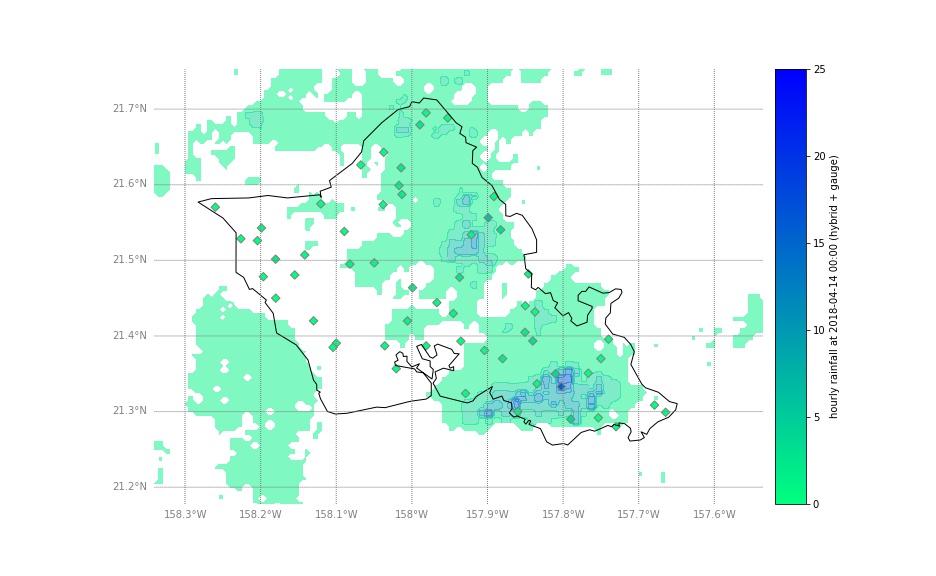 21.7°N
21.6°N
21.5°N
21.4°N
21.3°N
21.2°N
158.3°W
158.2°W
158.1°W
158°W
157.9°W
157.8°W
157.7°W
157.6°W
25
20
15
10
5
0
hourly rainfall at 2018-04-14 00:00 (hybrid + gauge)